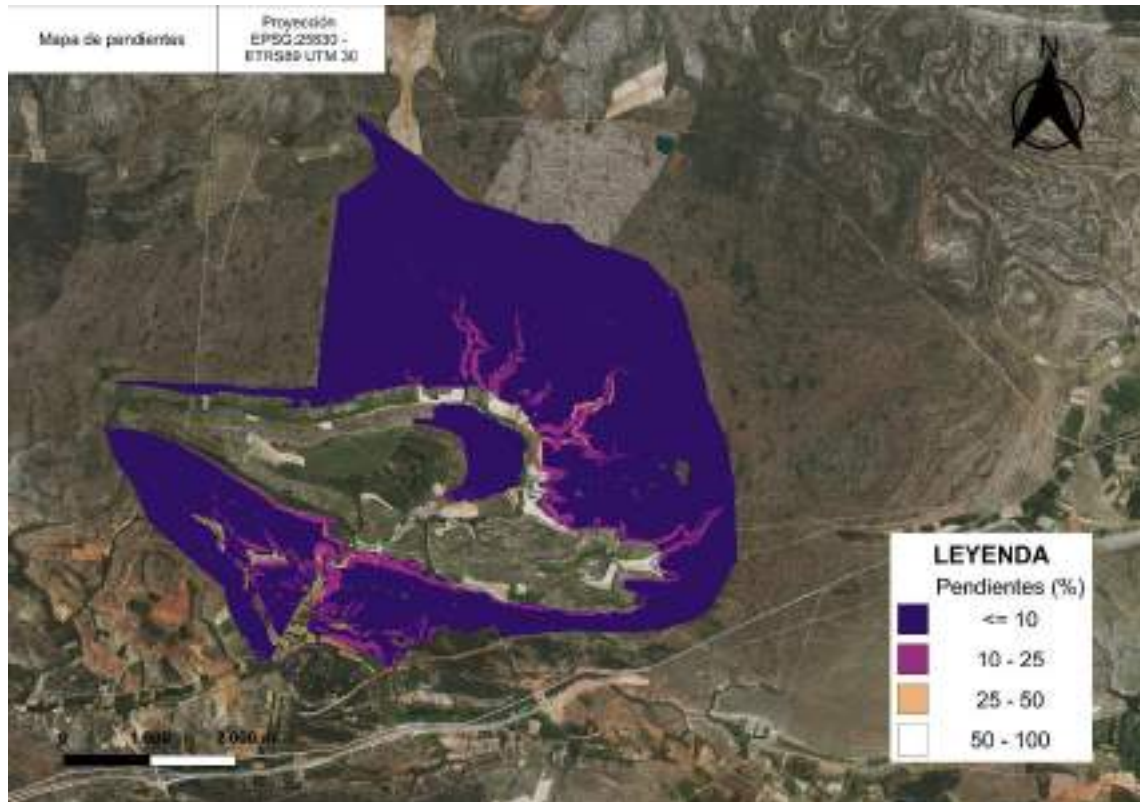 Mapa de pendientes
Proyección
EPSG:25830 -
ETRS89 UTM 30
N
LEYENDA
Pendientes (%)
<= 10
10 - 25
25 - 50
50 - 100
0 1.000 2.000 m